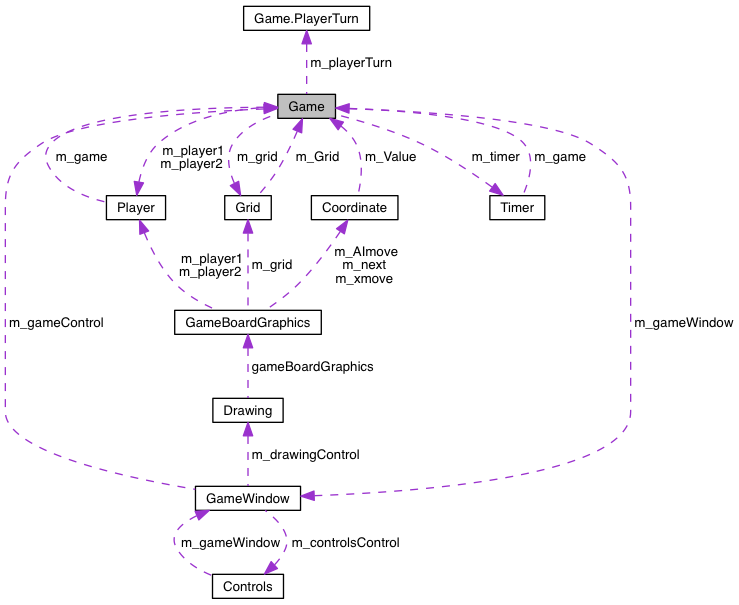 Game.PlayerTurn
m_playerTurn
Game
m_game
m_player1
m_player2
m_grid
m_Grid
m_Value
m_timer
m_game
Player
Grid
Coordinate
Timer
m_player1
m_player2
m_grid
m_AImove
m_next
m_xmove
m_gameControl
GameBoardGraphics
m_gameWindow
gameBoardGraphics
Drawing
m_drawingControl
GameWindow
m_gameWindow
m_controlsControl
Controls